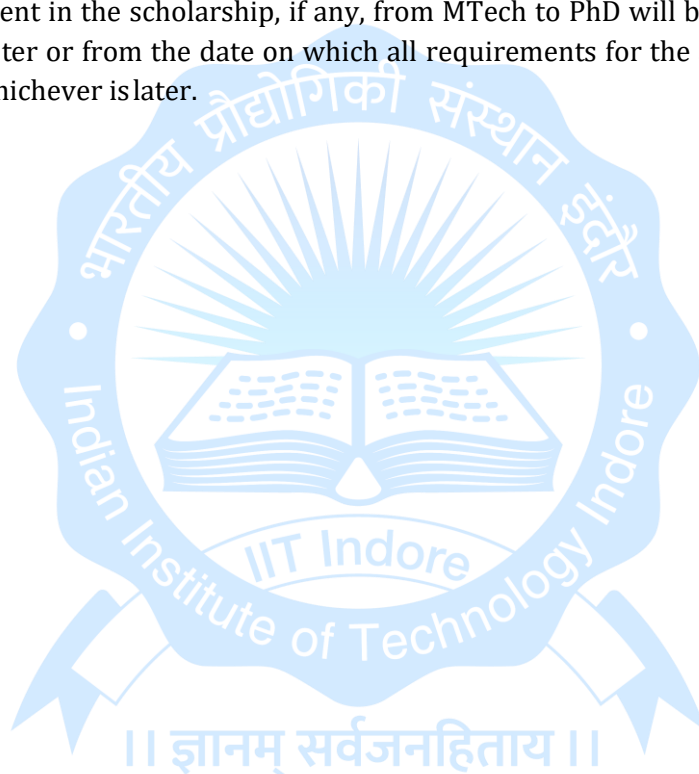 ent in the scholarship, if any, from MTech to PhD will b
ter or from the date on which all requirements for the
hichever is later.
भारतीय प्रौद्योगिकी संस्थान इंदौर
Indian Institute of Technology Indore
IIT Indore
।। ज्ञानम् सर्वजनहिताय ।।